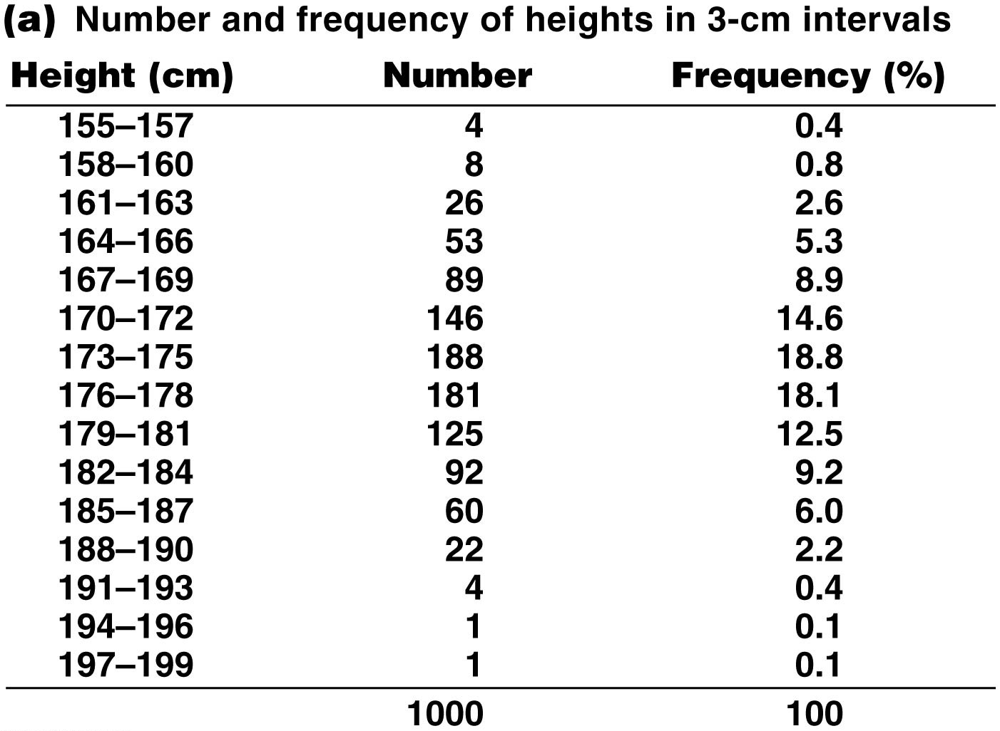 (a) Number and frequency of heights in 3-cm intervals
Height (cm) Number Frequency (%)
155–157 4 0.4
158–160 8 0.8
161–163 26 2.6
164–166 53 5.3
167–169 89 8.9
170–172 146 14.6
173–175 188 18.8
176–178 181 18.1
179–181 125 12.5
182–184 92 9.2
185–187 60 6.0
188–190 22 2.2
191–193 4 0.4
194–196 1 0.1
197–199 1 0.1
1000 100